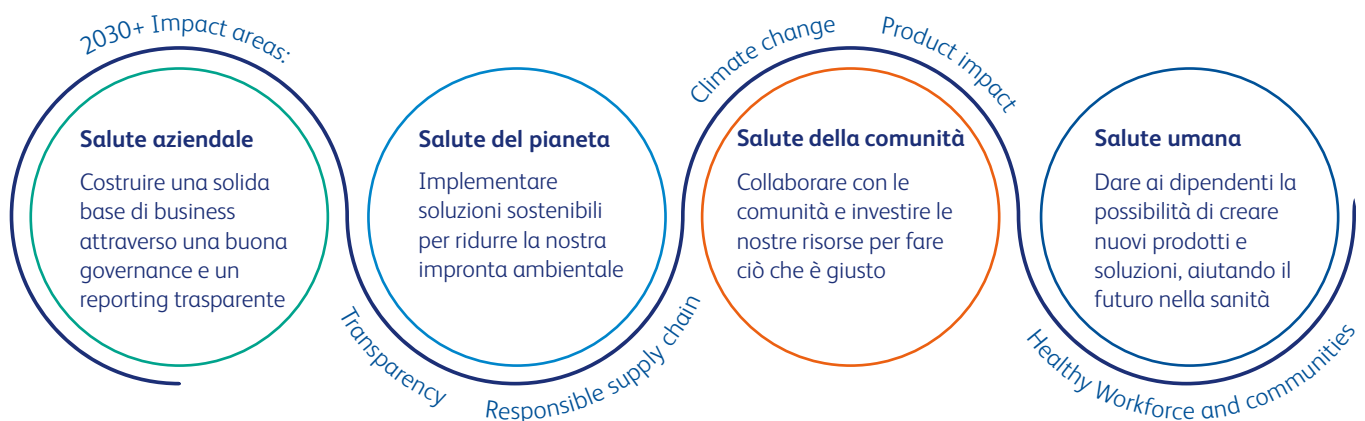 2030+ Impact areas:
Salute aziendale
Costruire una solida
base di business
attraverso una buona
governance e un
reporting trasparente
Transparency
Salute del pianeta
Implementare
soluzioni sostenibili
per ridurre la nostra
impronta ambientale
Responsible supply chain
Climate change
Product impact
Salute della comunità
Collaborare con le
comunità e investire le
nostre risorse per fare
ciò che è giusto
Salute umana
Dare ai dipendenti la
possibilità di creare
nuovi prodotti e
soluzioni, aiutando il
futuro nella sanità
Healthy Workforce and communities